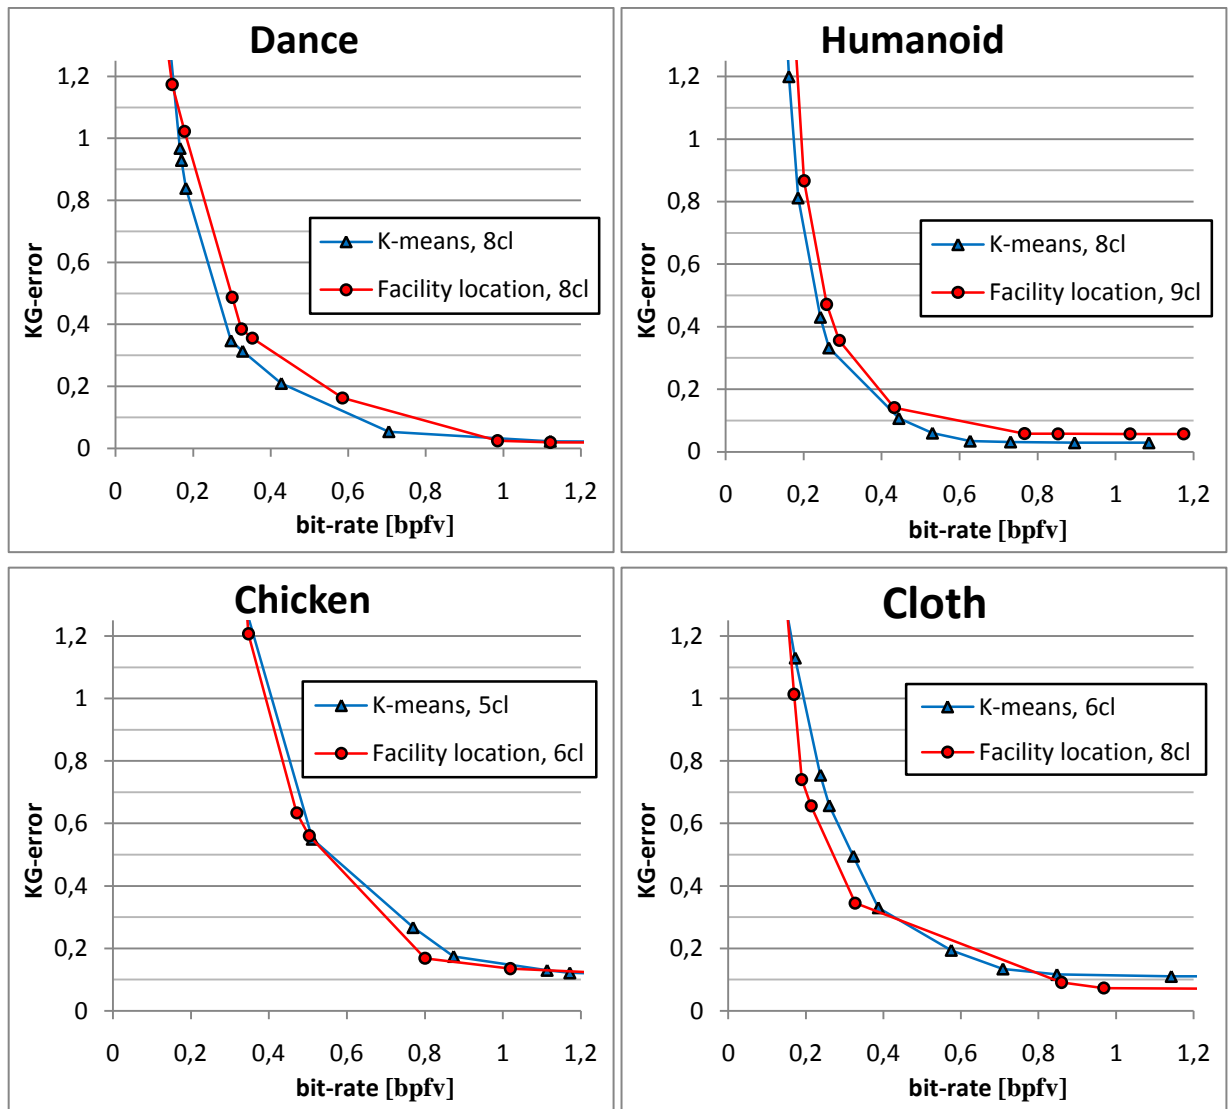 Dance
1,2
1
0,8
0,6
0,4
0,2
0
KG-error
K-means, 8cl
Facility location, 8cl
0 0,2 0,4 0,6 0,8 1 1,2
bit-rate [bpfv]
Humanoid
1,2
1
0,8
0,6
0,4
0,2
0
KG-error
K-means, 8cl
Facility location, 9cl
0 0,2 0,4 0,6 0,8 1 1,2
bit-rate [bpfv]
Chicken
1,2
1
0,8
0,6
0,4
0,2
0
KG-error
K-means, 5cl
Facility location, 6cl
0 0,2 0,4 0,6 0,8 1 1,2
bit-rate [bpfv]
Cloth
1,2
1
0,8
0,6
0,4
0,2
0
KG-error
K-means, 6cl
Facility location, 8cl
0 0,2 0,4 0,6 0,8 1 1,2
bit-rate [bpfv]